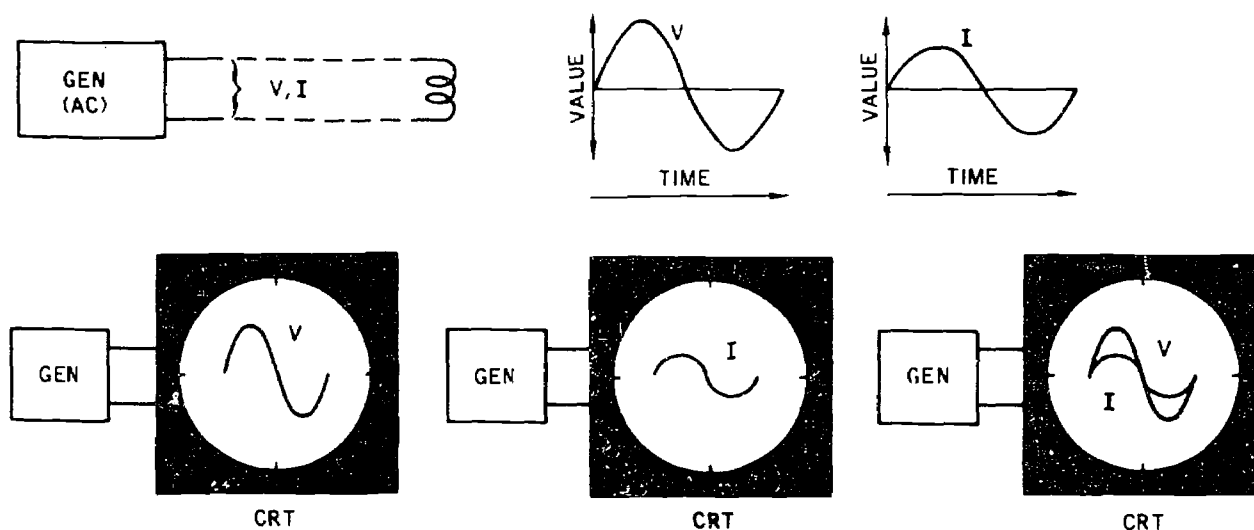 GEN
(AC)
V, I
VALUE
V
TIME
VALUE
I
TIME
GEN
V
CRT
GEN
I
CRT
GEN
V
I
CRT